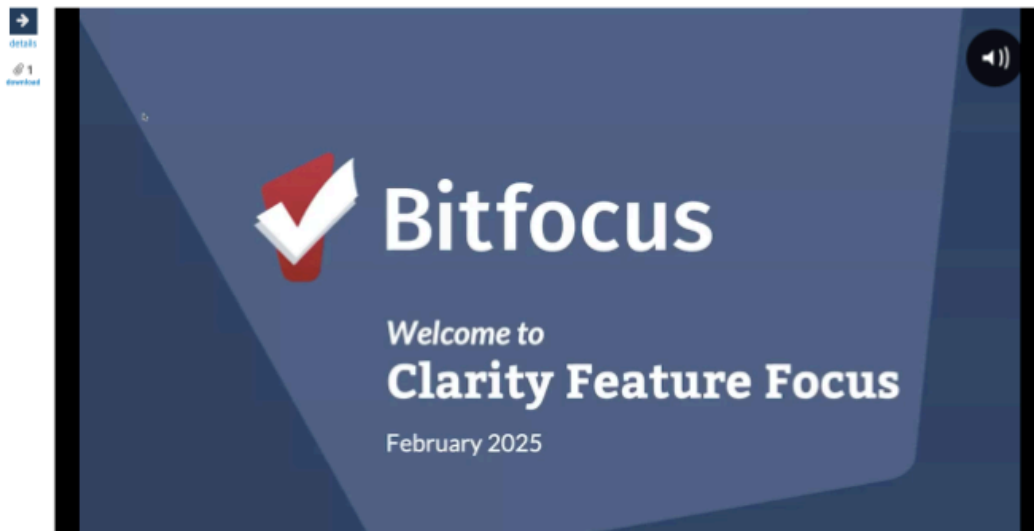 details
1
download
Bitfocus
Welcome to
Clarity Feature Focus
February 2025